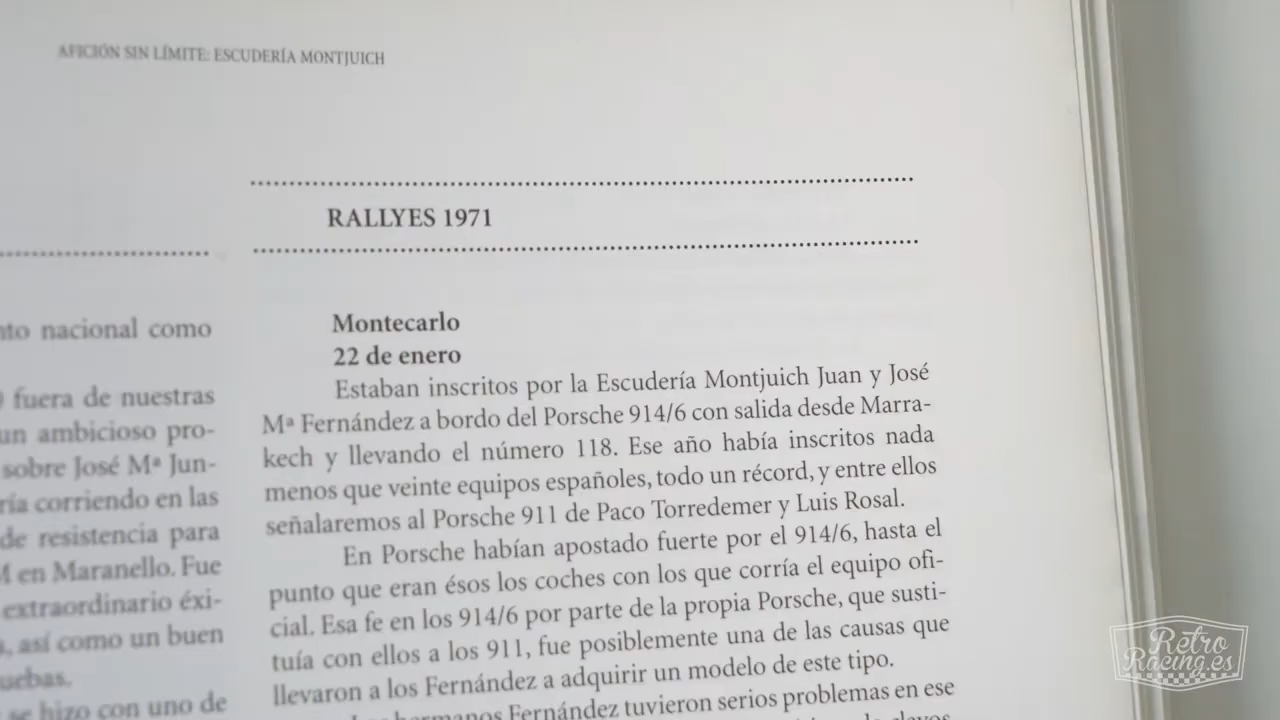 AFICIÓN SIN LÍMITE: ESCUDERÍA MONTJUICH
nto nacional como
fuera de nuestras
un ambicioso pro-
sobre José Mª Jun-
ría corriendo en las
de resistencia para
en Maranello. Fue
extraordinario éxi-
, así como un buen
uebas.
se hizo con uno de
RALLYES 1971
Montecarlo
22 de enero
Estaban inscritos por la Escudería Montjuich Juan y José
Mª Fernández a bordo del Porsche 914/6 con salida desde Marra-
kech y llevando el número 118. Ese año había inscritos nada
menos que veinte equipos españoles, todo un récord, y entre ellos
señalaremos al Porsche 911 de Paco Torredemer y Luis Rosal.
En Porsche habían apostado fuerte por el 914/6, hasta el
punto que eran ésos los coches con los que corría el equipo ofi-
cial. Esa fe en los 914/6 por parte de la propia Porsche, que susti-
tuía con ellos a los 911, fue posiblemente una de las causas que
llevaron a los Fernández a adquirir un modelo de este tipo.
hermanos Fernández tuvieron serios problemas en ese
Retro
Racing.es